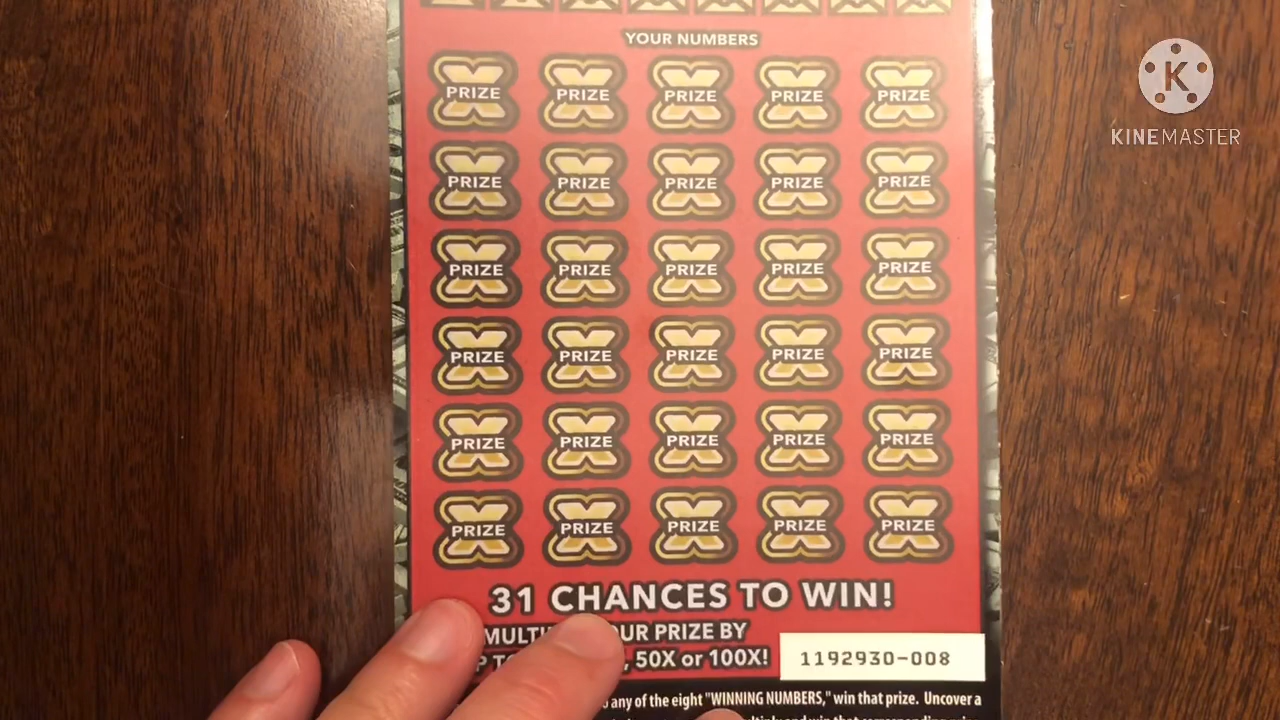 YOUR NUMBERS
PRIZE PRIZE PRIZE PRIZE PRIZE
PRIZE PRIZE PRIZE PRIZE PRIZE
PRIZE PRIZE PRIZE PRIZE PRIZE
PRIZE PRIZE PRIZE PRIZE PRIZE
PRIZE PRIZE PRIZE PRIZE PRIZE
PRIZE PRIZE PRIZE PRIZE PRIZE
31 CHANCES TO WIN!
UR PRIZE BY
, 50X or 100X!
1192930-008
any of the eight "WINNING NUMBERS," win that prize. Uncover a
K
KINEMASTER